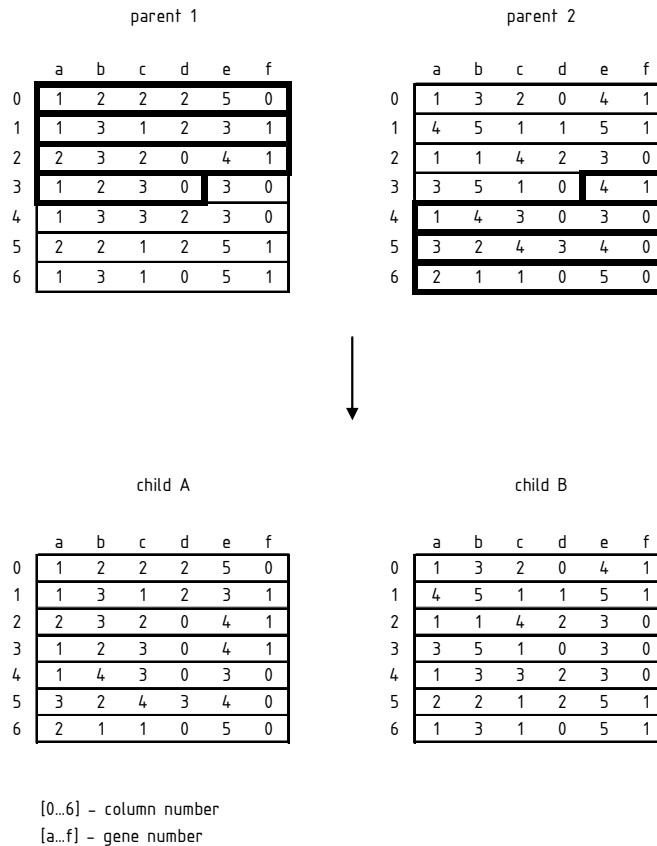 parent 1 parent 2
a b c d e f a b c d e f
0 1 2 2 2 5 0 0 1 3 2 0 4 1
1 1 3 1 2 3 1 1 4 5 1 1 5 1
2 2 3 2 0 4 1 2 1 1 4 2 3 0
3 1 2 3 0 3 0 3 3 5 1 0 4 1
4 1 3 3 2 3 0 4 1 4 3 0 3 0
5 2 2 1 2 5 1 5 3 2 4 3 4 0
6 1 3 1 0 5 1 6 2 1 1 0 5 0
child A child B
a b c d e f a b c d e f
0 1 2 2 2 5 0 0 1 3 2 0 4 1
1 1 3 1 2 3 1 1 4 5 1 1 5 1
2 2 3 2 0 4 1 2 1 1 4 2 3 0
3 1 2 3 0 4 1 3 3 5 1 0 3 0
4 1 4 3 0 3 0 4 1 3 3 2 3 0
5 3 2 4 3 4 0 5 2 2 1 2 5 1
6 2 1 1 0 5 0 6 1 3 1 0 5 1
[0...6] – column number
[a...f] – gene number